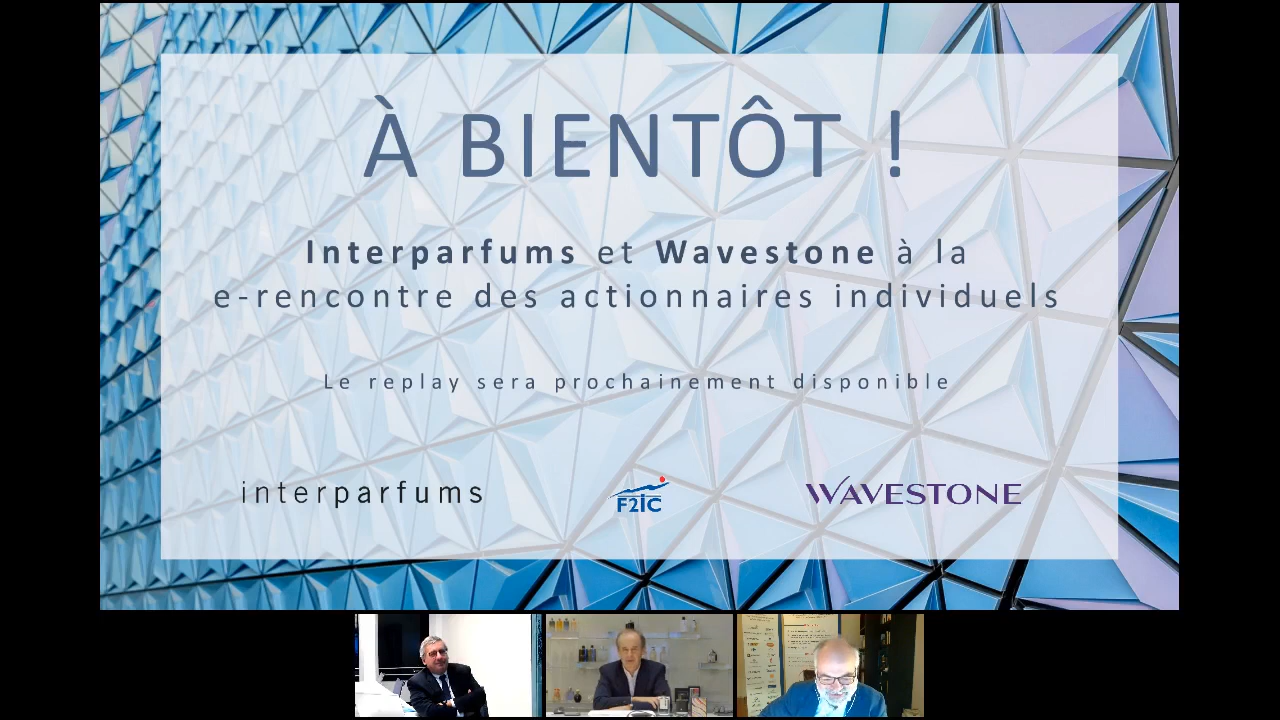 À BIENTÔT !
Interparfums et Wavestone à la
e-rencontre des actionnaires individuels
Le replay sera prochainement disponible
interparfums
F2iC
WAVESTONE